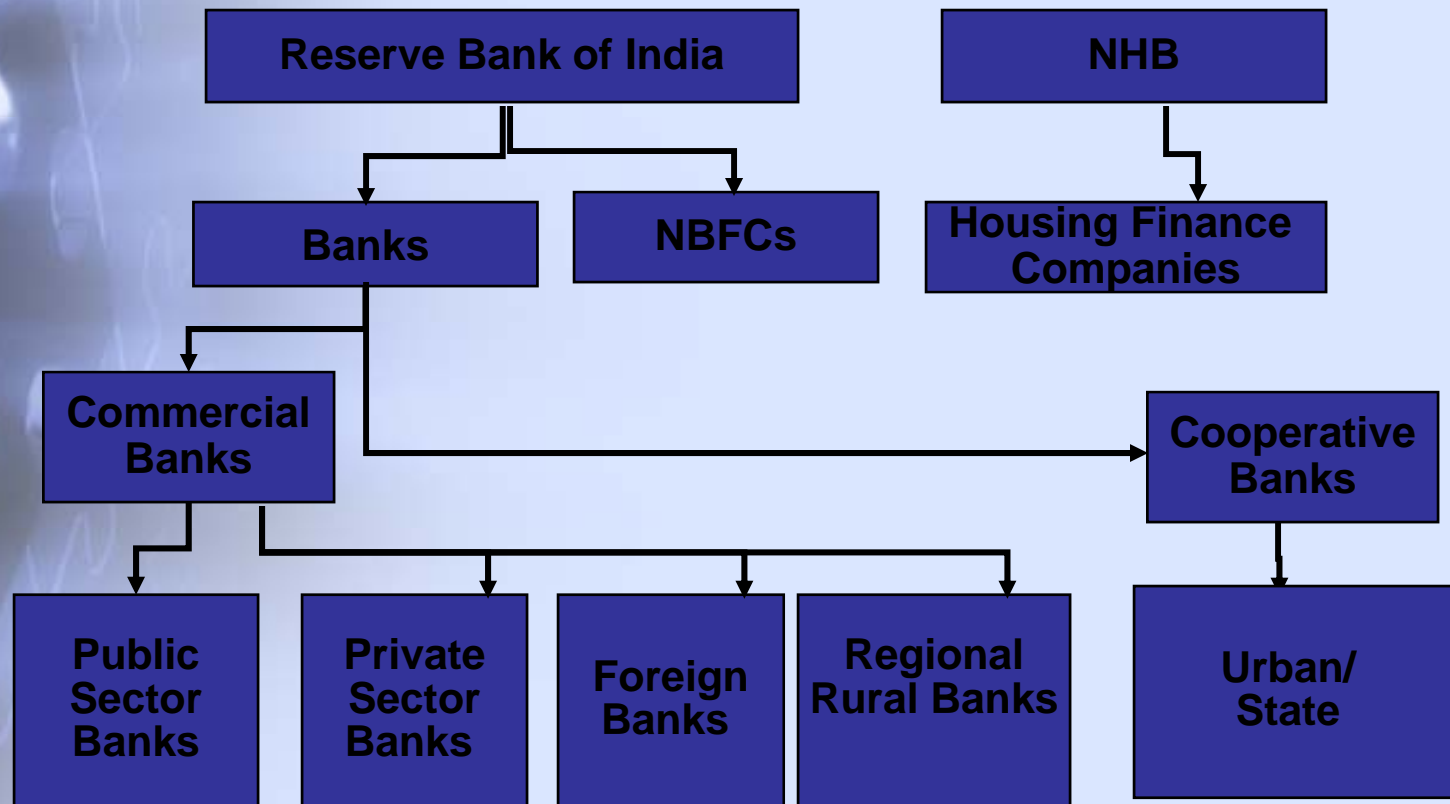 Reserve Bank of India
NHB
Banks
NBFCs
Housing Finance
Companies
Commercial
Banks
Cooperative
Banks
Public
Sector
Banks
Private
Sector
Banks
Foreign
Banks
Regional
Rural Banks
Urban/
State